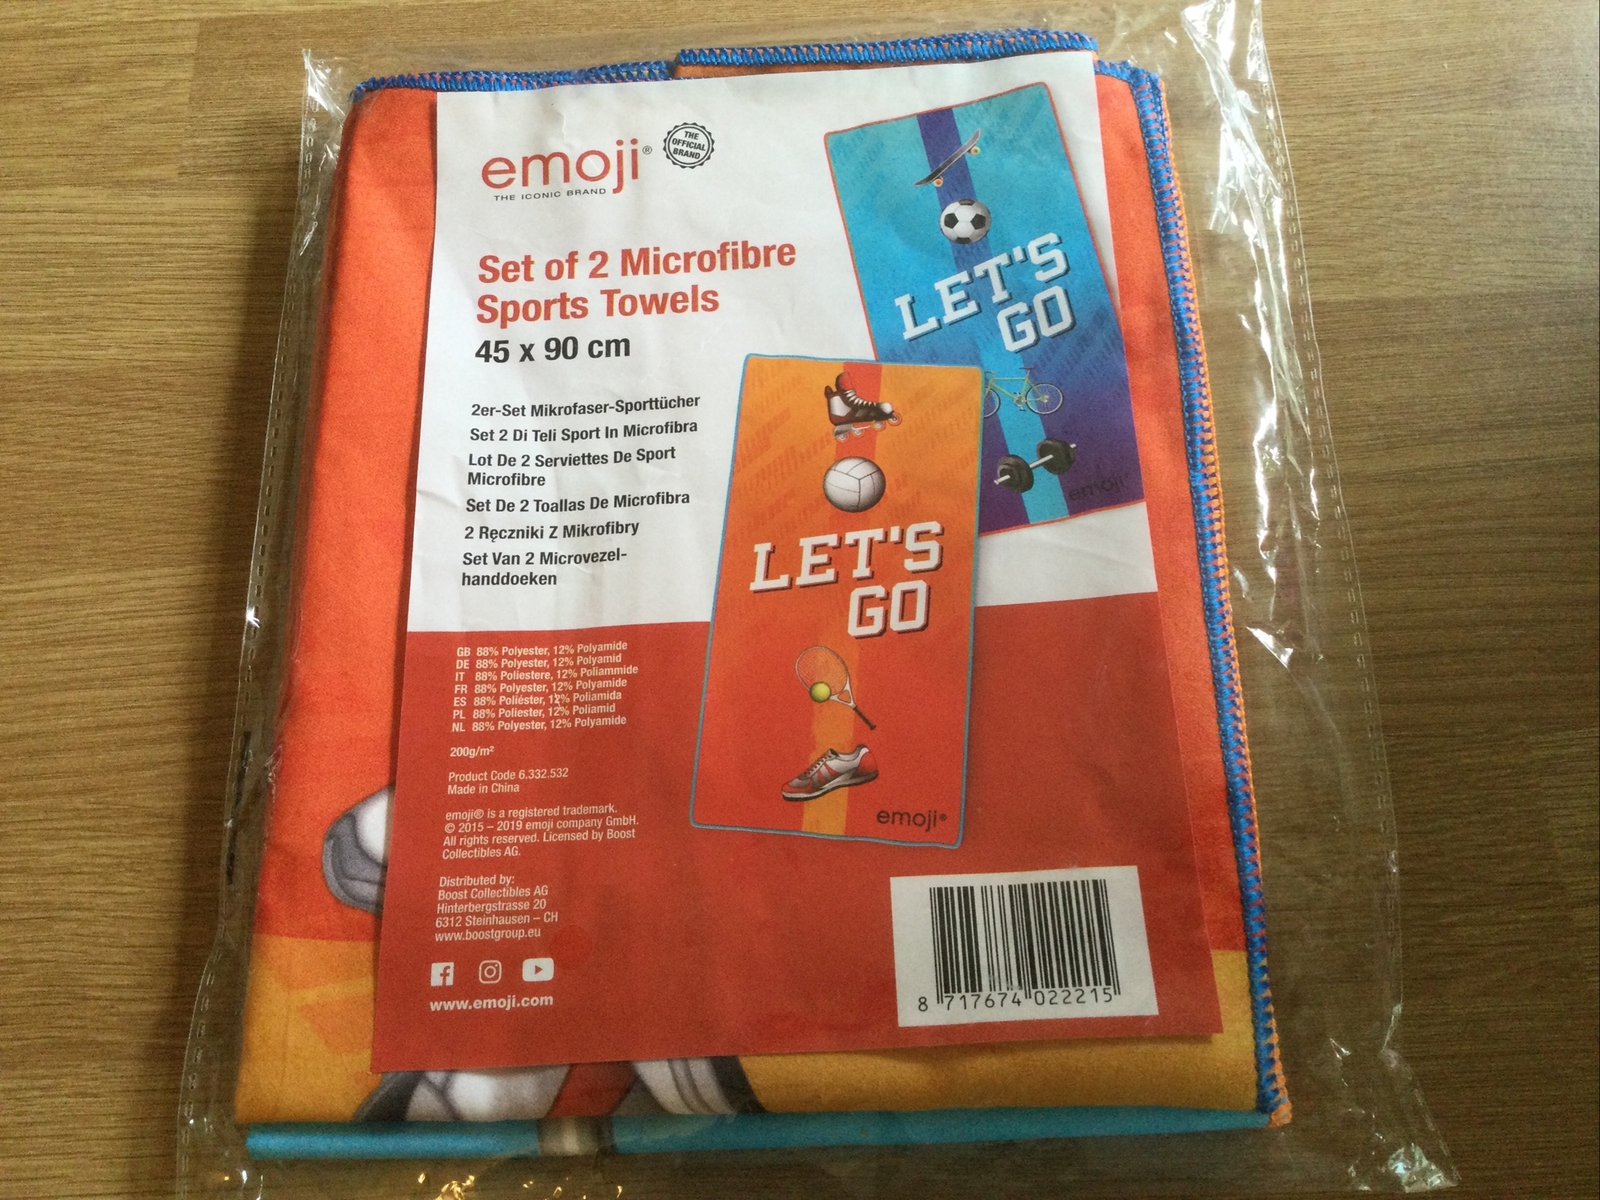 emoji®
THE ICONIC BRAND
THE
OFFICIAL
BRAND
Set of 2 Microfibre
Sports Towels
45 x 90 cm
2er-Set Mikrofaser-Sporttücher
Set 2 Di Teli Sport In Microfibra
Lot De 2 Serviettes De Sport
Microfibre
Set De 2 Toallas De Microfibra
2 Ręczniki Z Mikrofibry
Set Van 2 Microvezel-
handdoeken
LET'S
GO
emoji®
LET'S
GO
emoji®
GB 88% Polyester, 12% Polyamide
DE 88% Polyester, 12% Polyamid
IT 88% Poliestere, 12% Poliammide
FR 88% Polyester, 12% Polyamide
ES 88% Poliéster, 12% Poliamida
PL 88% Poliester, 12% Poliamid
NL 88% Polyester, 12% Polyamide
200g/m²
Product Code 6.332.532
Made in China
emoji® is a registered trademark.
© 2015 – 2019 emoji company GmbH.
All rights reserved. Licensed by Boost
Collectibles AG.
Distributed by:
Boost Collectibles AG
Hinterbergstrasse 20
6312 Steinhausen – CH
www.boostgroup.eu
www.emoji.com
8 717674 022215